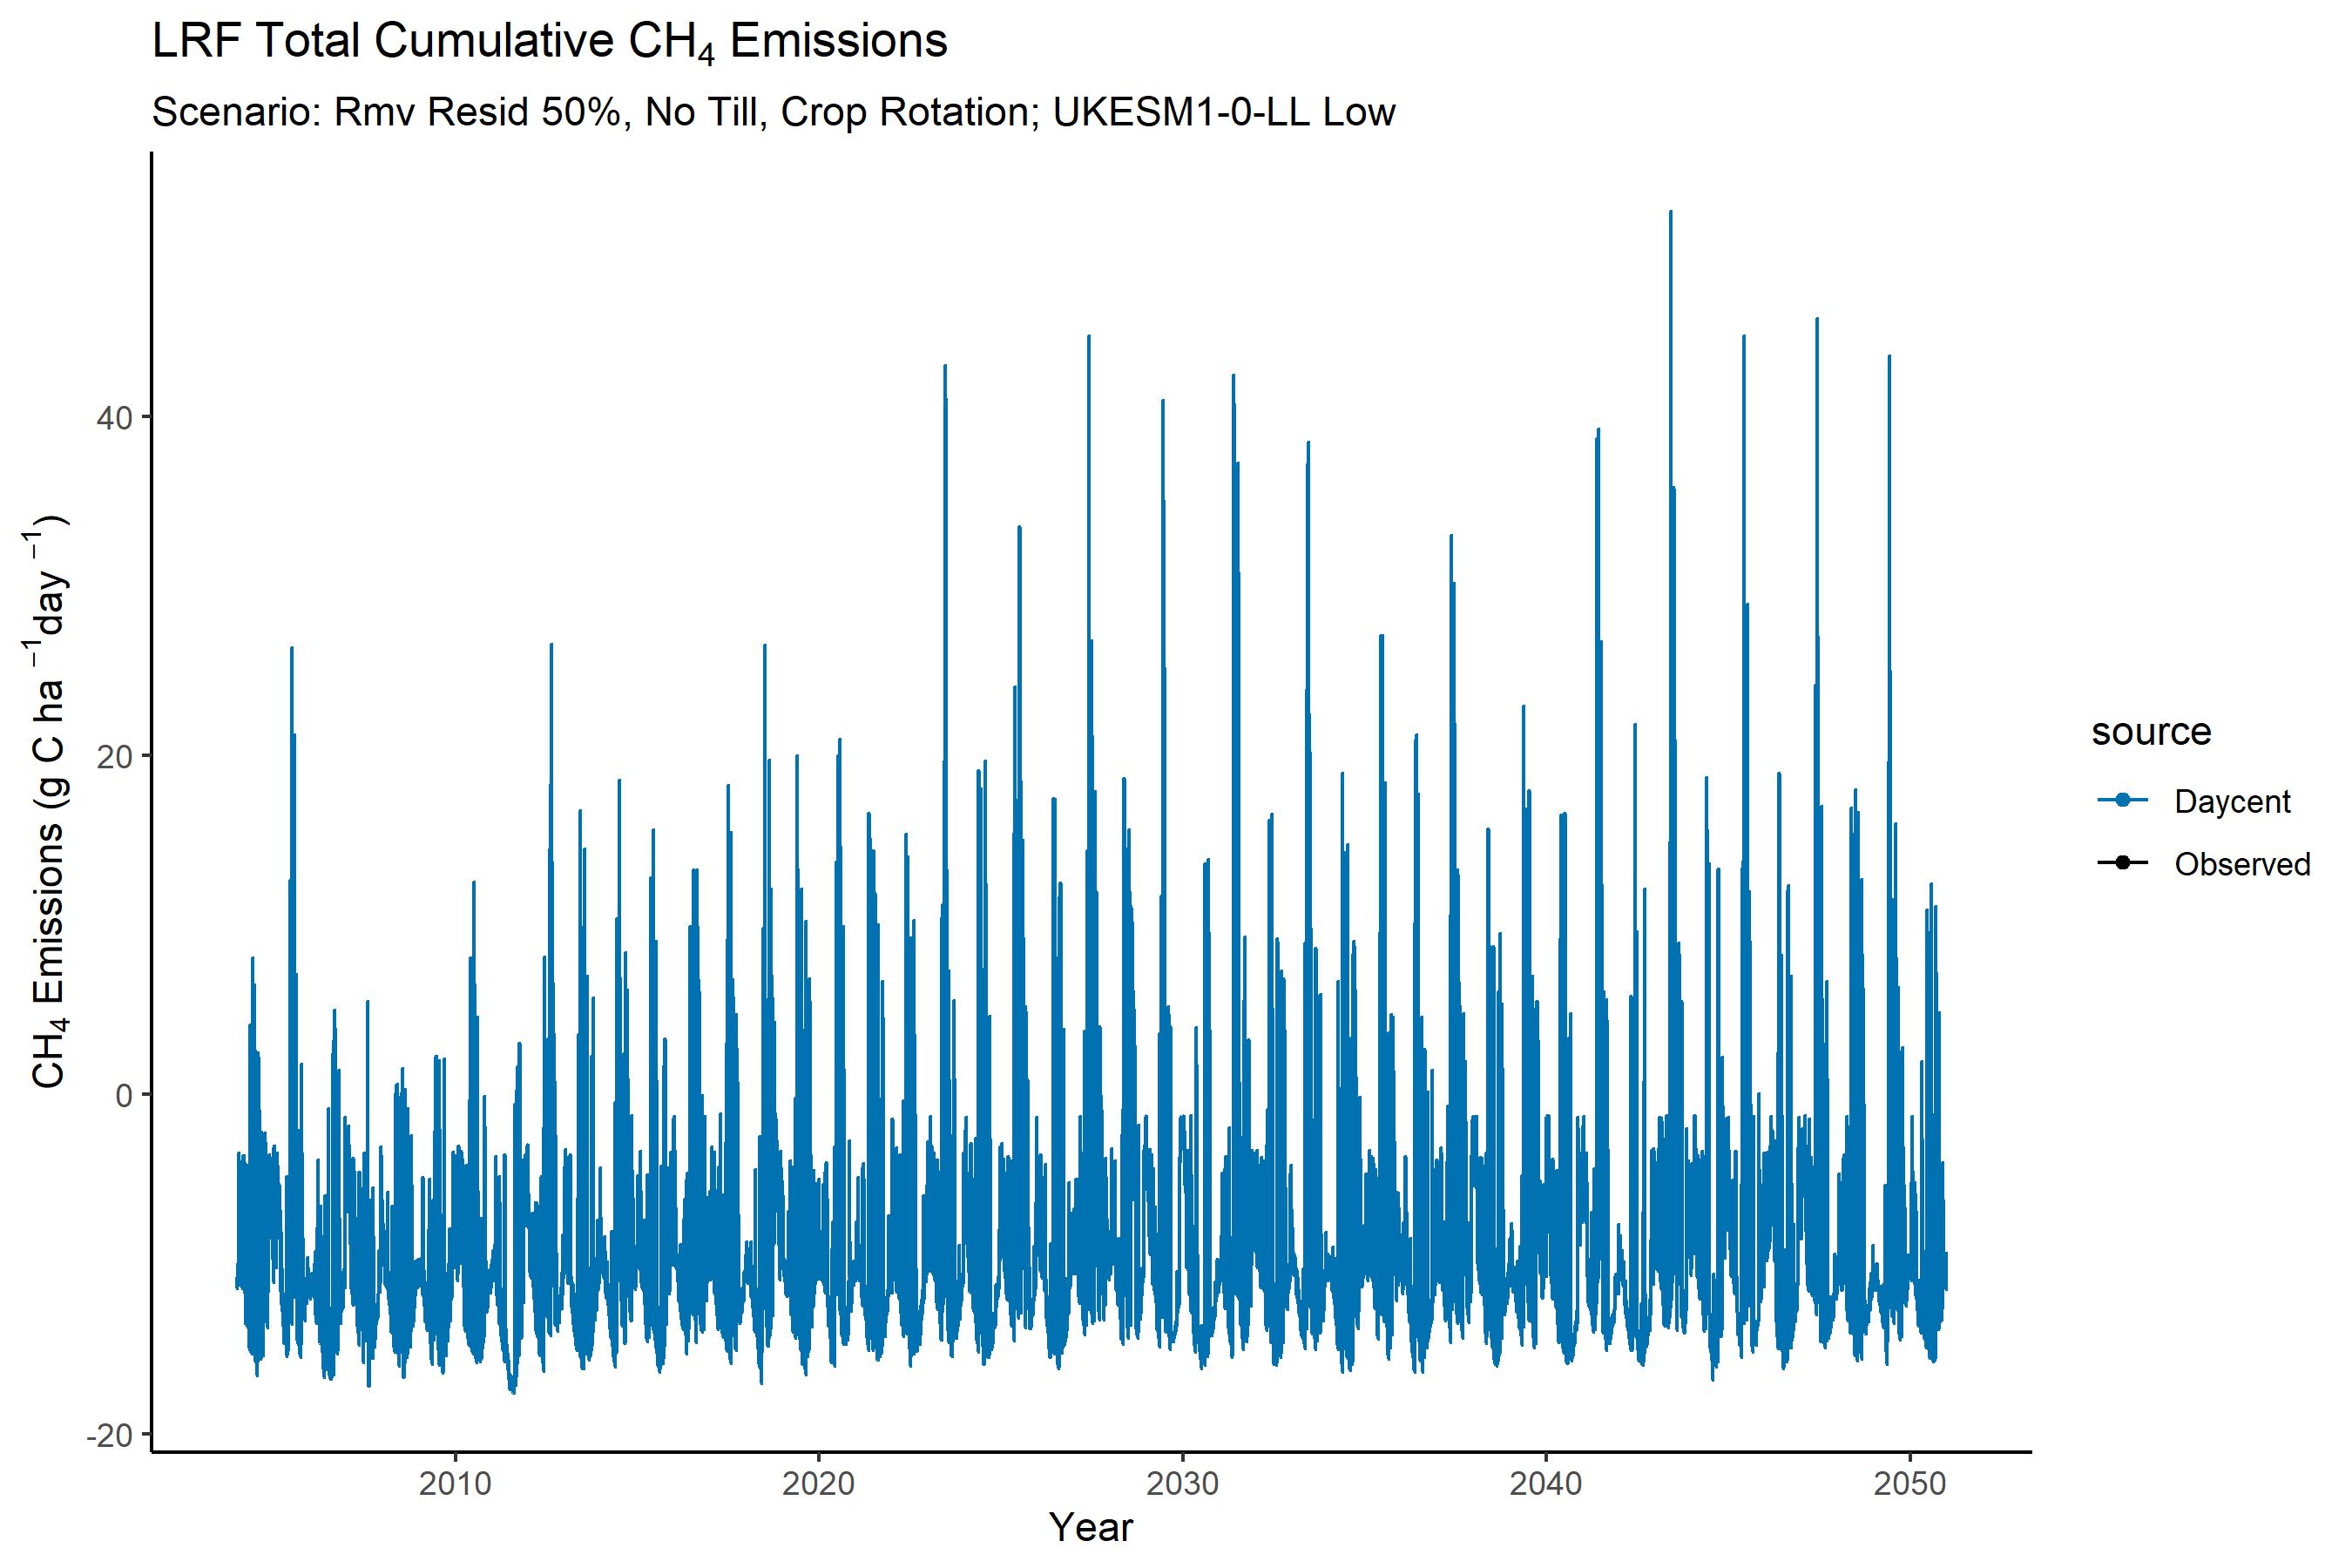 LRF Total Cumulative CH₄ Emissions
Scenario: Rmv Resid 50%, No Till, Crop Rotation; UKESM1-0-LL Low
CH₄ Emissions (g C ha ⁻¹day ⁻¹)
40
20
0
-20
2010 2020 2030 2040 2050
Year
source
Daycent
Observed